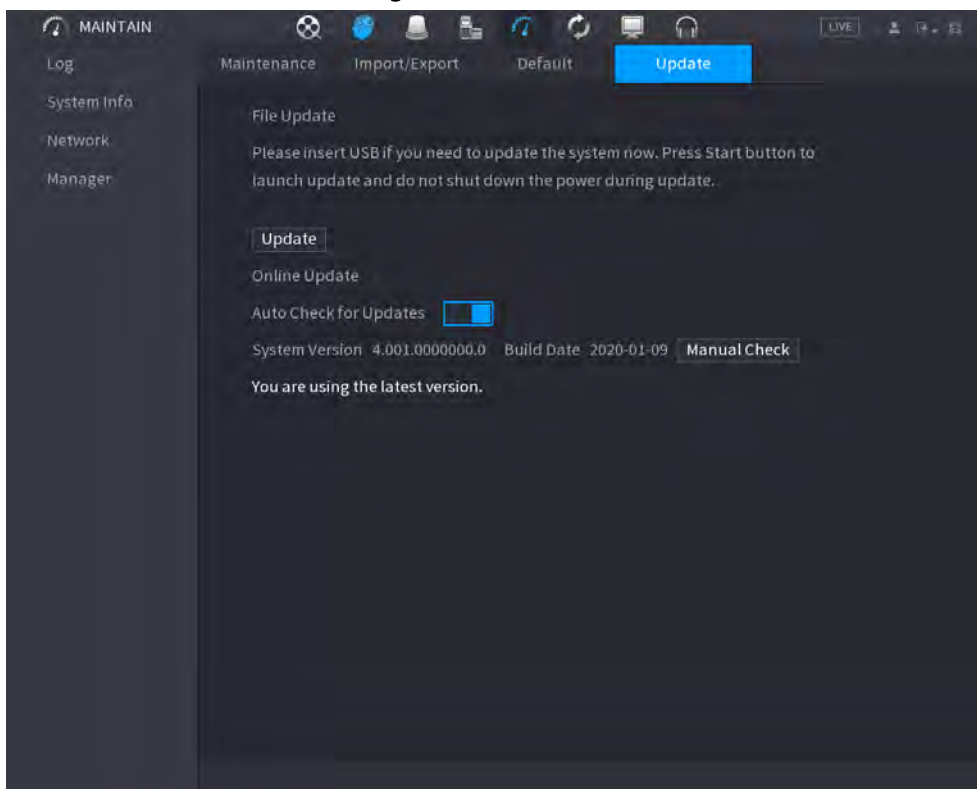 MAINTAIN
LIVE
Log
Maintenance Import/Export Default Update
System Info
Network
Manager
File Update
Please insert USB if you need to update the system now. Press Start button to
launch update and do not shut down the power during update.
Update
Online Update
Auto Check for Updates
System Version 4.001.0000000.0 Build Date 2020-01-09 Manual Check
You are using the latest version.